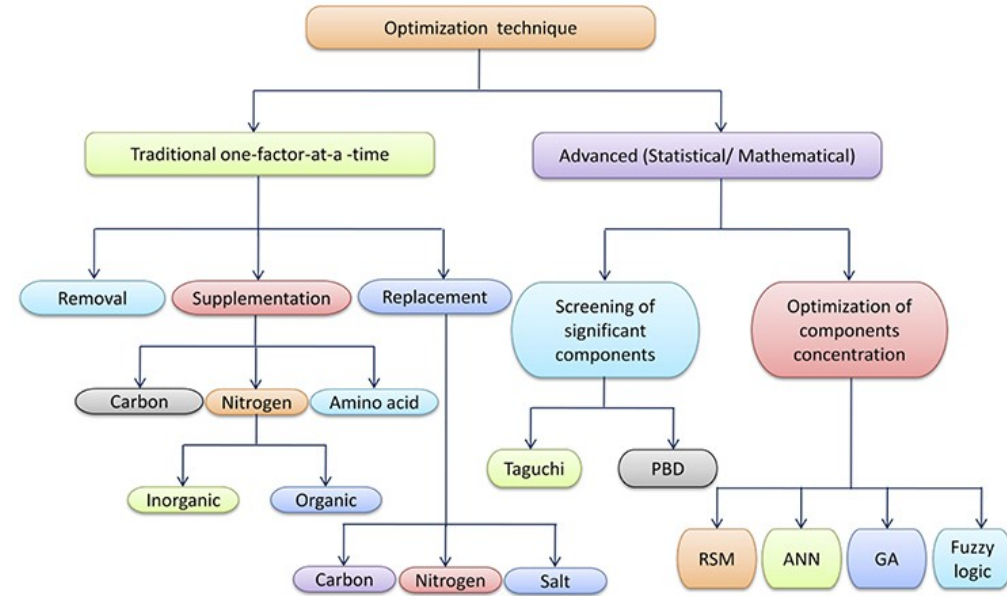 Optimization technique
Traditional one-factor-at-a -time
Advanced (Statistical/ Mathematical)
Removal
Supplementation
Replacement
Screening of
significant
components
Optimization of
components
concentration
Carbon
Nitrogen
Amino acid
Taguchi
PBD
Inorganic
Organic
RSM
ANN
GA
Fuzzy
logic
Carbon
Nitrogen
Salt